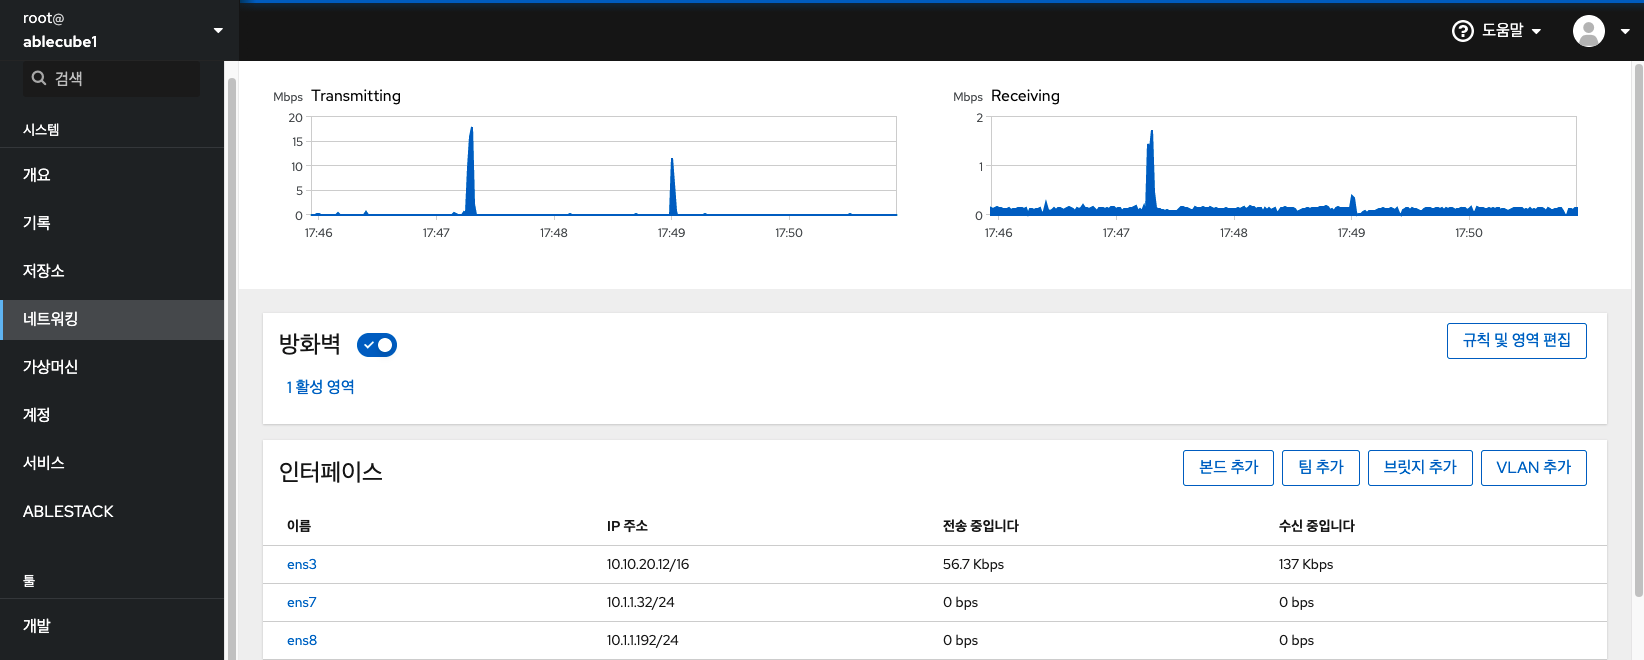 root@
ablecube1
도움말
검색
시스템
개요
기록
저장소
네트워킹
가상머신
계정
서비스
ABLESTACK
툴
개발
Mbps Transmitting
20
15
10
5
0
17:46 17:47 17:48 17:49 17:50
Mbps Receiving
2
1
0
17:46 17:47 17:48 17:49 17:50
방화벽
규칙 및 영역 편집
1 활성 영역
인터페이스
본드 추가 팀 추가 브릿지 추가 VLAN 추가
이름 IP 주소 전송 중입니다 수신 중입니다
ens3 10.10.20.12/16 56.7 Kbps 137 Kbps
ens7 10.1.1.32/24 0 bps 0 bps
ens8 10.1.1.192/24 0 bps 0 bps